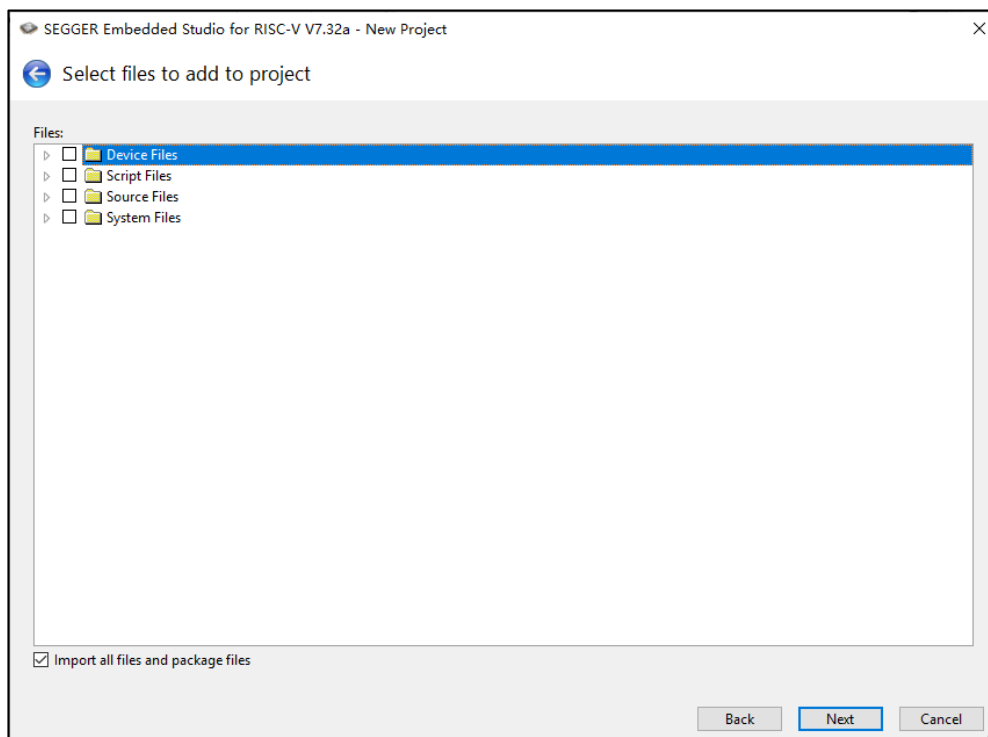 SEGGER Embedded Studio for RISC-V V7.32a - New Project
Select files to add to project
Files:
Device Files
Script Files
Source Files
System Files
Import all files and package files
Back Next Cancel